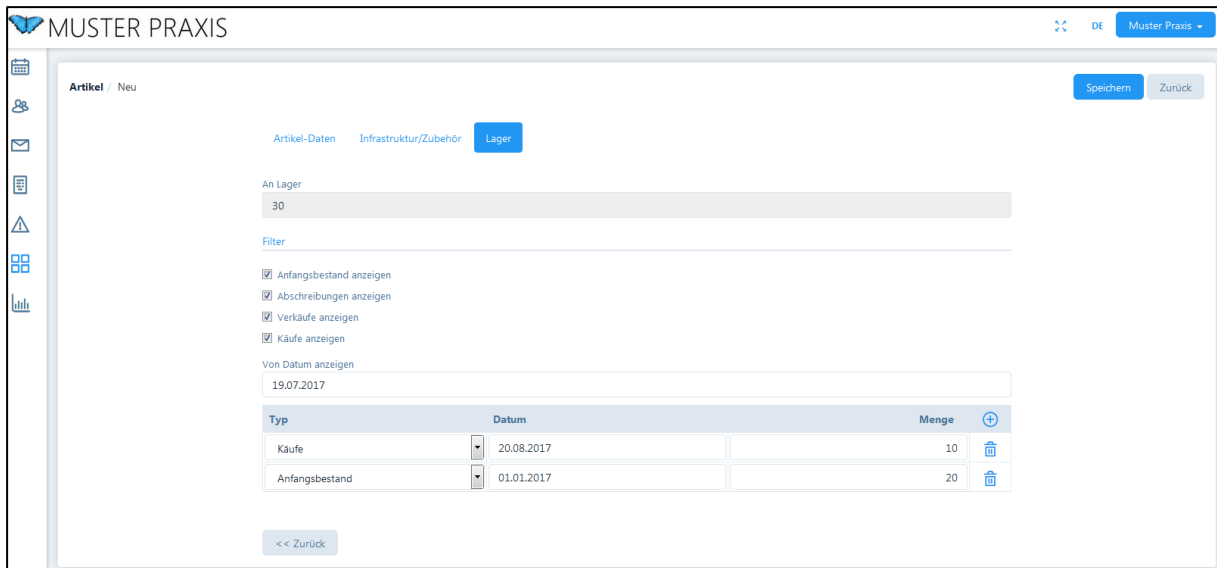 MUSTER PRAXIS
DE
Muster Praxis
Artikel / Neu
Speichern
Zurück
Artikel-Daten
Infrastruktur/Zubehör
Lager
An Lager
30
Filter
Anfangsbestand anzeigen
Abschreibungen anzeigen
Verkäufe anzeigen
Käufe anzeigen
Von Datum anzeigen
19.07.2017
Typ Datum Menge
Käufe 20.08.2017 10
Anfangsbestand 01.01.2017 20
<< Zurück